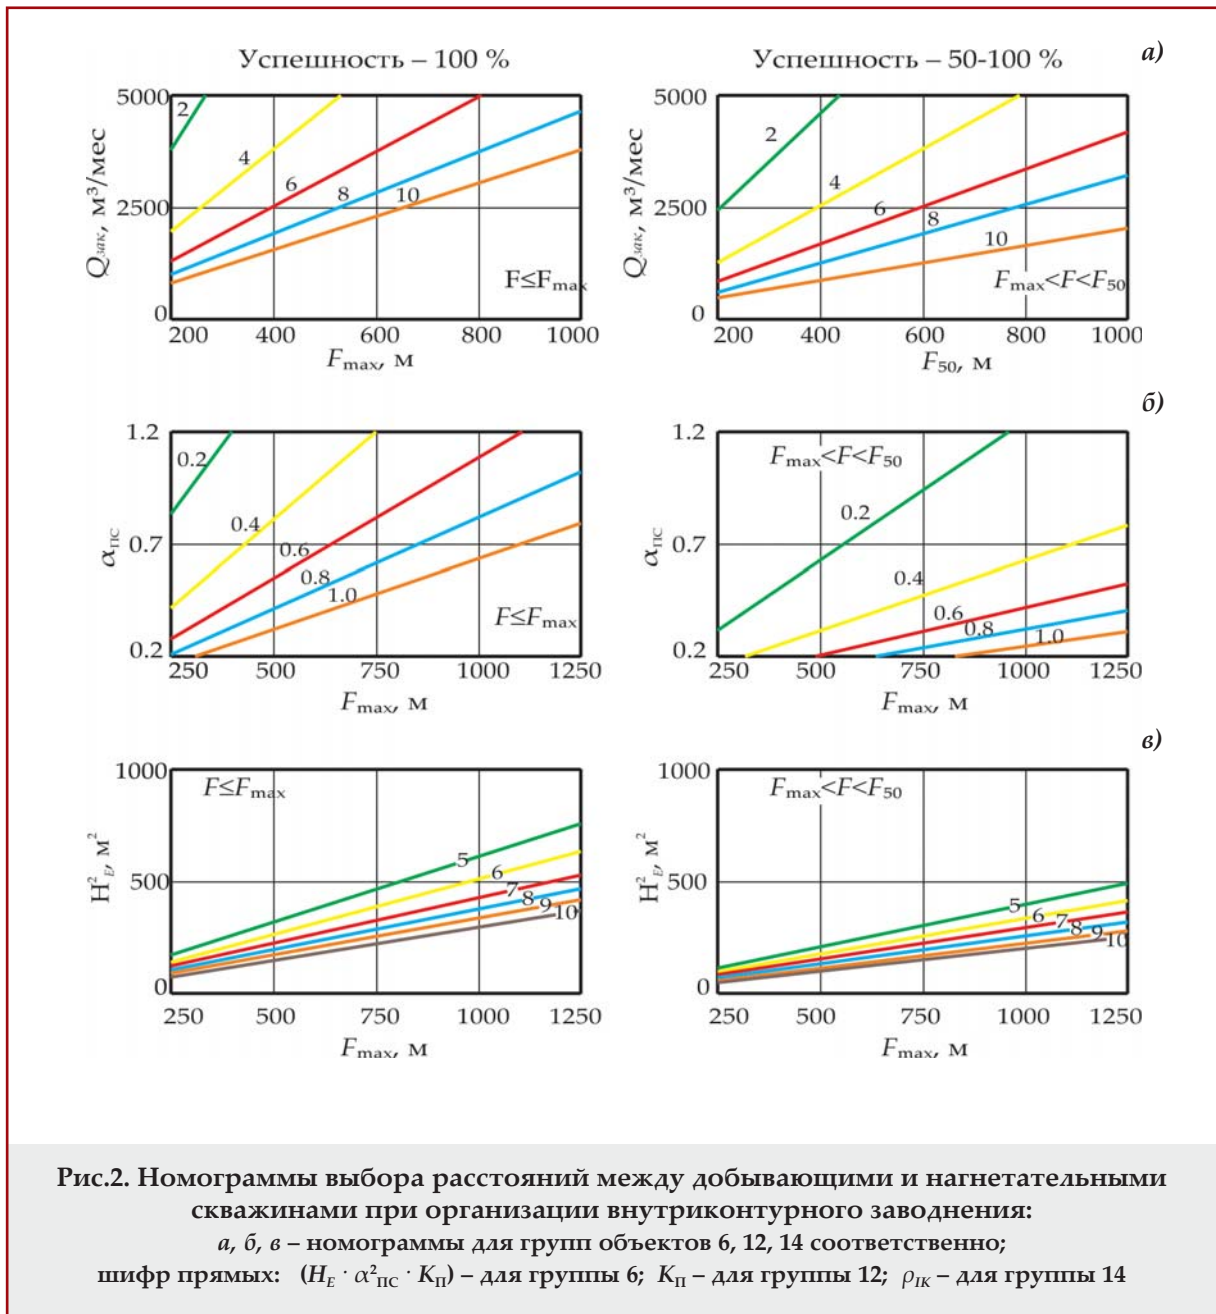 а)
Успешность – 100 %
5000
2500
0
Qзак, м³/мес
2
4
6
8
10
F≤Fmax
200 400 600 800 1000
Fmax, м
Успешность – 50-100 %
5000
2500
0
Qзак, м³/мес
2
4
6
8
10
Fmax<F<F50
200 400 600 800 1000
F50, м
б)
1.2
0.7
0.2
αПС
0.2
0.4
0.6
0.8
1.0
F≤Fmax
250 500 750 1000 1250
Fmax, м
1.2
0.7
0.2
αПС
Fmax<F<F50
0.2
0.4
0.6
0.8
1.0
250 500 750 1000 1250
Fmax, м
в)
1000
500
0
H²E, м²
F≤Fmax
5
6
7
8
9
10
250 500 750 1000 1250
Fmax, м
1000
500
0
H²E, м²
Fmax<F<F50
5
6
7
8
9
10
250 500 750 1000 1250
Fmax, м
Рис.2. Номограммы выбора расстояний между добывающими и нагнетательными
скважинами при организации внутриконтурного заводнения:
а, б, в – номограммы для групп объектов 6, 12, 14 соответственно;
шифр прямых: (HE · α²ПС · KП) – для группы 6; KП – для группы 12; ρIK – для группы 14